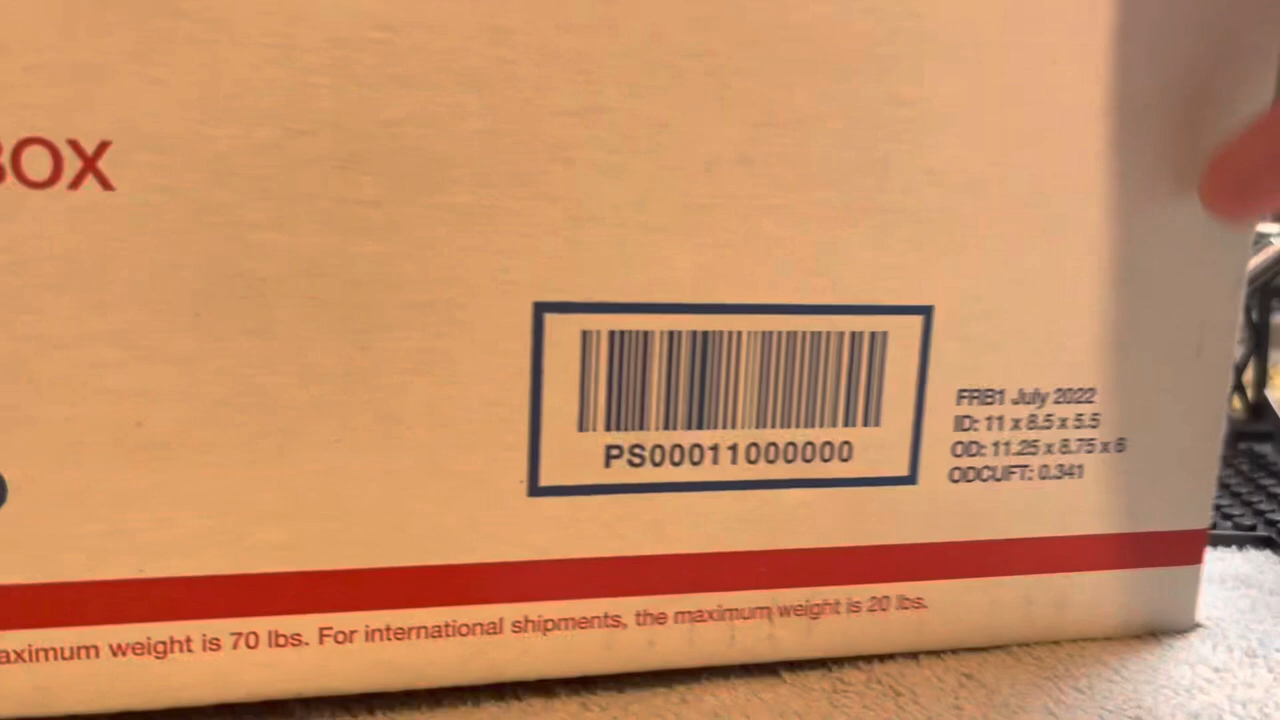 BOX
PS00011000000
FRB1 July 2022
ID: 11 x 8.5 x 5.5
OD: 11.25 x 8.75 x 6
ODCUFT: 0.341
aximum weight is 70 lbs. For international shipments, the maximum weight is 20 lbs.